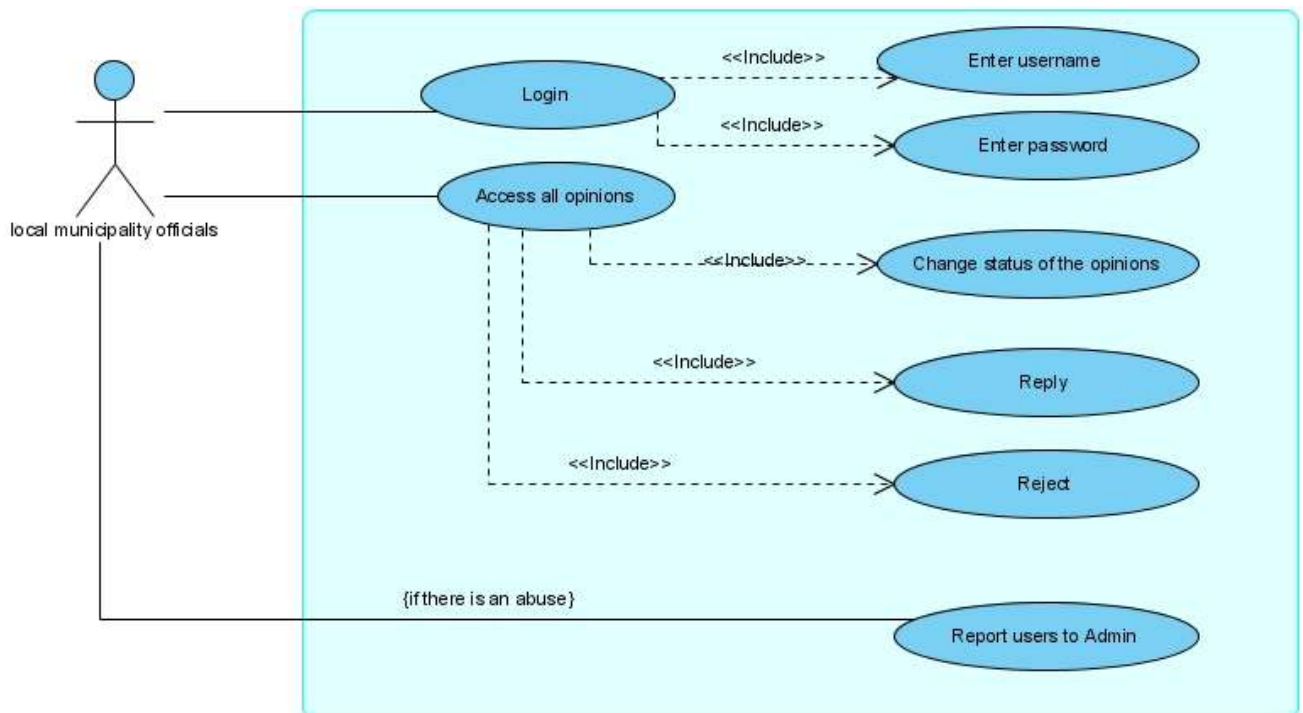 <<Include>>
Enter username
Login
<<Include>>
Enter password
Access all opinions
local municipality officials
<<Include>>
Change status of the opinions
<<Include>>
Reply
<<Include>>
Reject
{if there is an abuse}
Report users to Admin